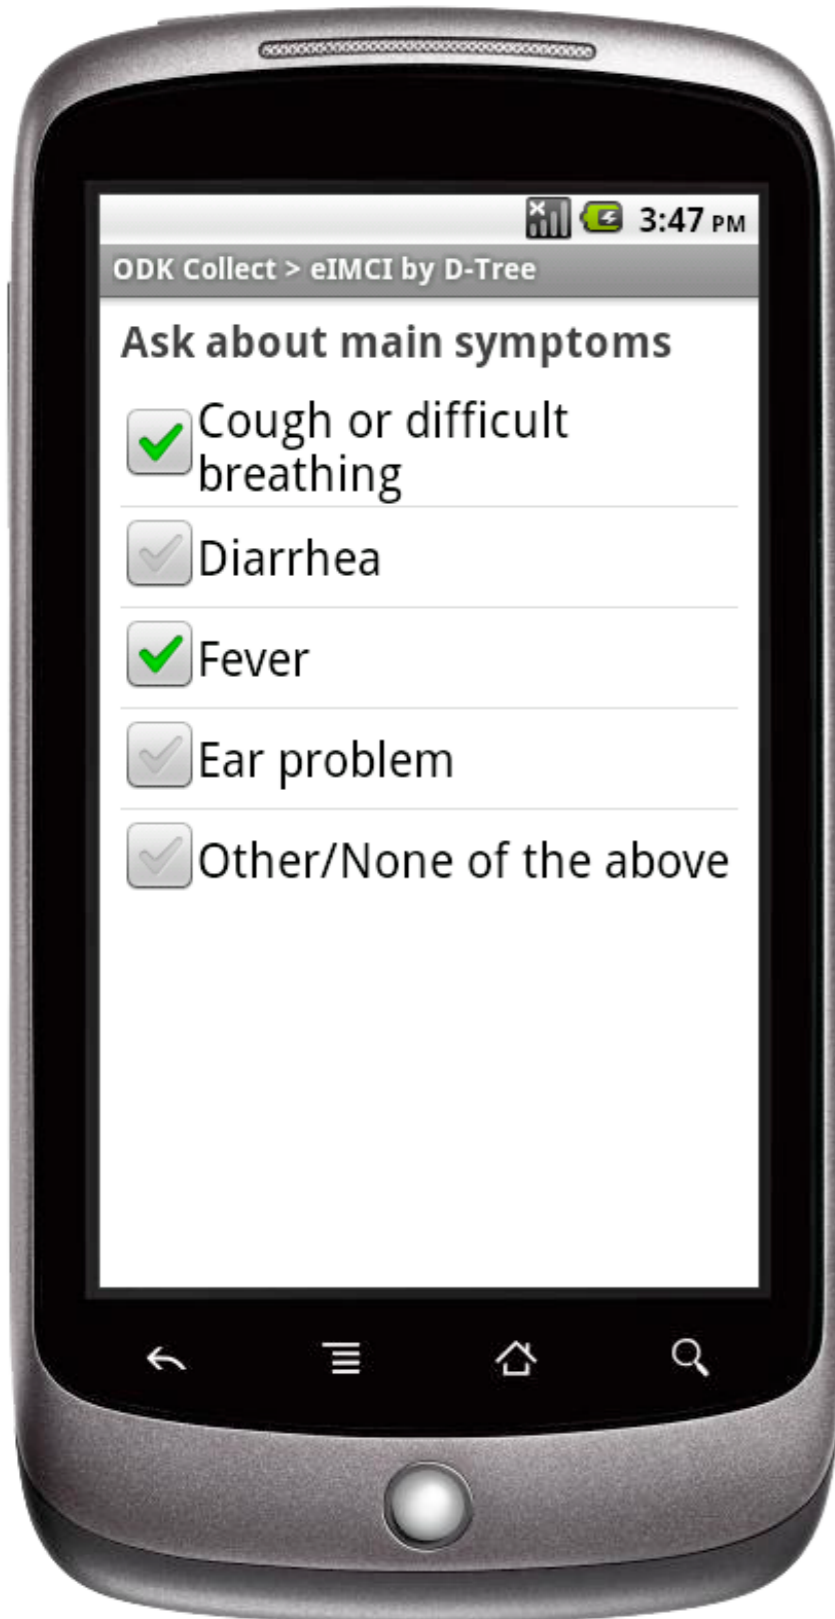 3:47 PM
ODK Collect > eIMCI by D-Tree
Ask about main symptoms
Cough or difficult
breathing
Diarrhea
Fever
Ear problem
Other/None of the above